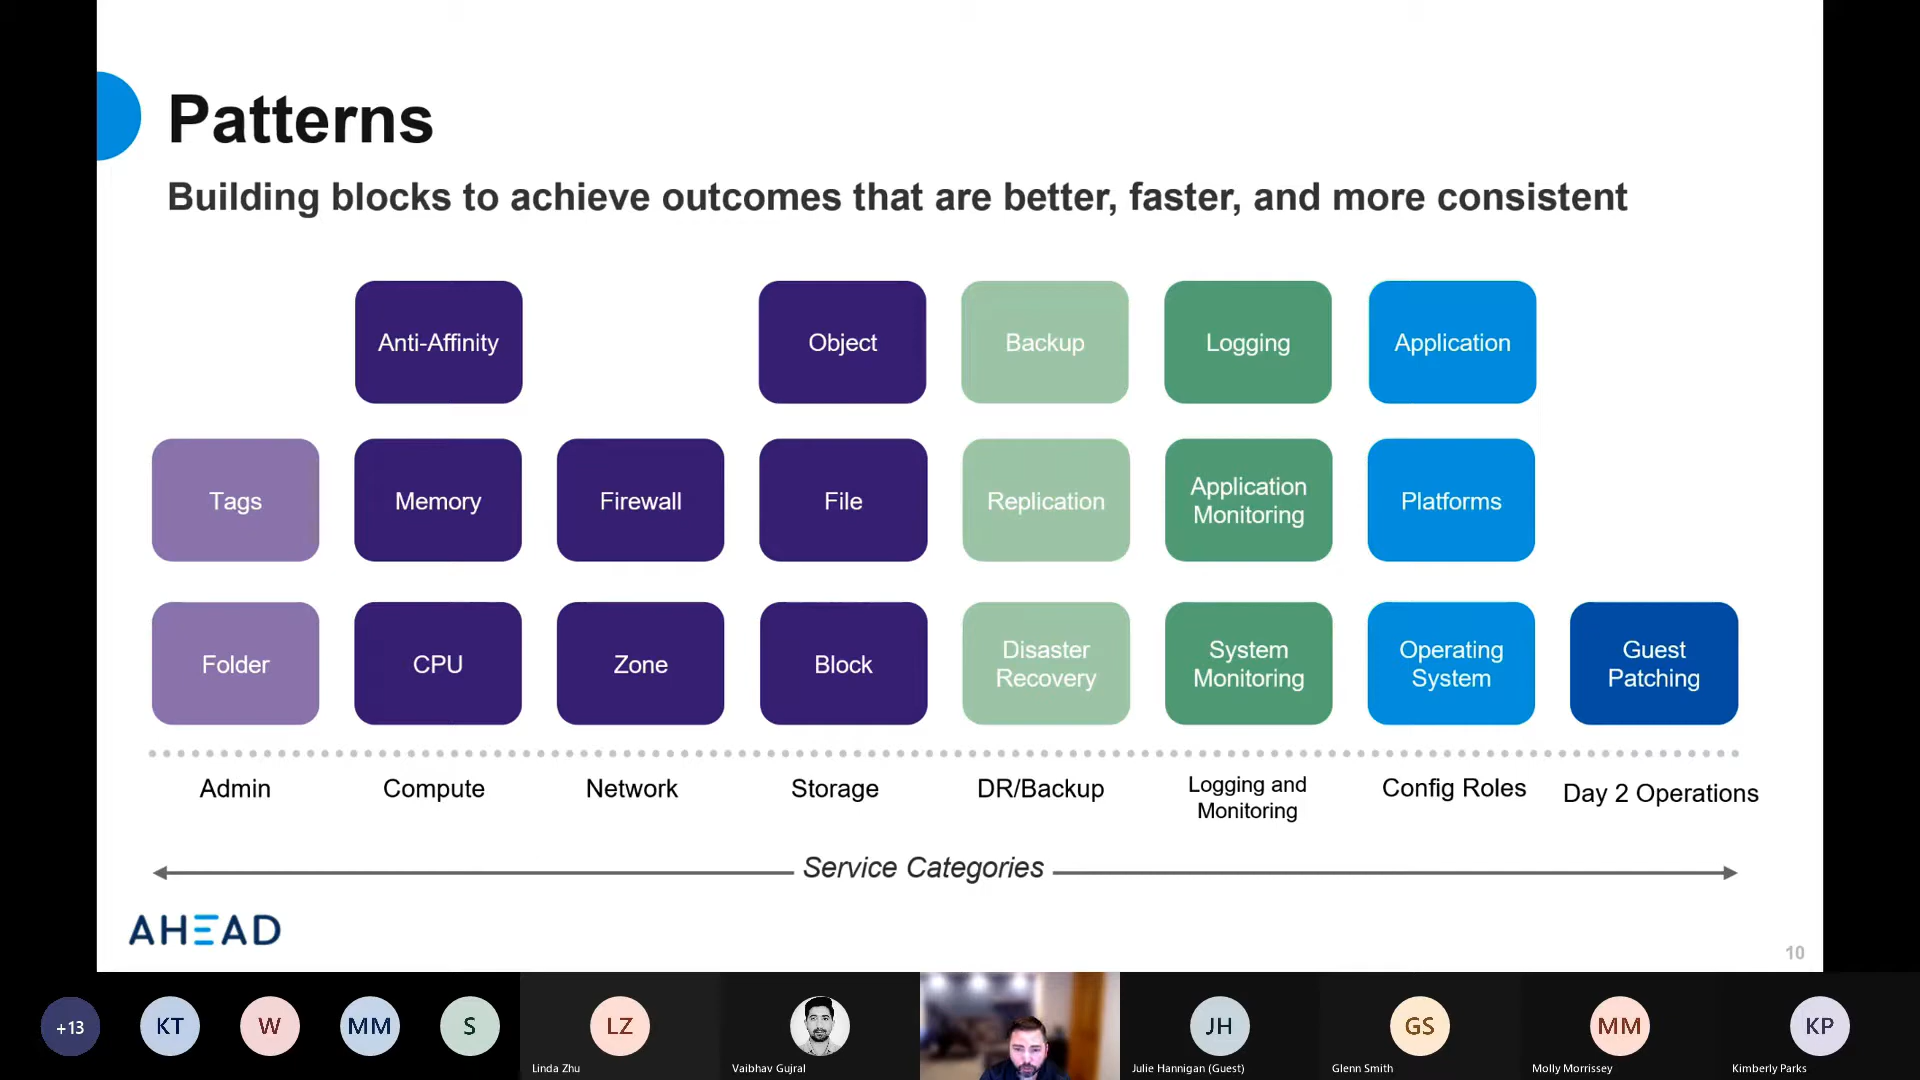 Patterns
Building blocks to achieve outcomes that are better, faster, and more consistent
Anti-Affinity
Object
Backup
Logging
Application
Tags
Memory
Firewall
File
Replication
Application
Monitoring
Platforms
Folder
CPU
Zone
Block
Disaster
Recovery
System
Monitoring
Operating
System
Guest
Patching
Admin
Compute
Network
Storage
DR/Backup
Logging and
Monitoring
Config Roles
Day 2 Operations
Service Categories
AHEAD
10
+13
KT
W
MM
S
LZ
Linda Zhu
Vaibhav Gujral
JH
Julie Hannigan (Guest)
GS
Glenn Smith
MM
Molly Morrissey
KP
Kimberly Parks